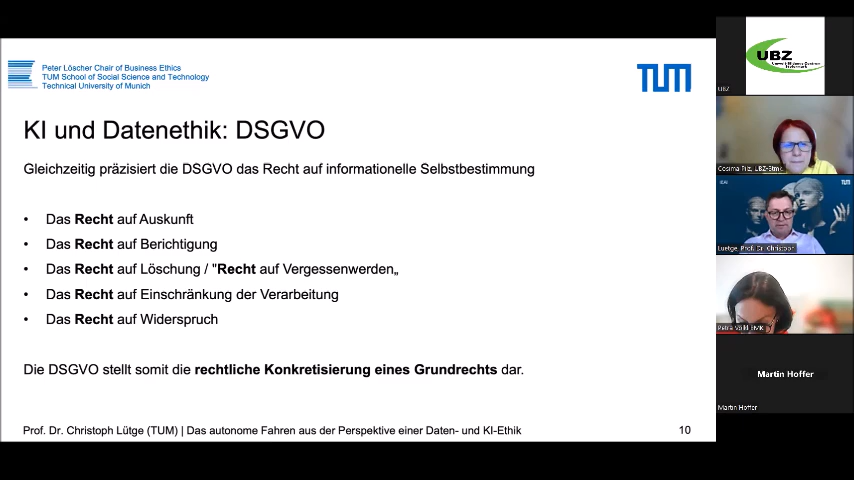 Peter Löscher Chair of Business Ethics
TUM School of Social Science and Technology
Technical University of Munich
TUM
KI und Datenethik: DSGVO
Gleichzeitig präzisiert die DSGVO das Recht auf informationelle Selbstbestimmung
• Das Recht auf Auskunft
• Das Recht auf Berichtigung
• Das Recht auf Löschung / "Recht auf Vergessenwerden„
• Das Recht auf Einschränkung der Verarbeitung
• Das Recht auf Widerspruch
Die DSGVO stellt somit die rechtliche Konkretisierung eines Grundrechts dar.
Prof. Dr. Christoph Lütge (TUM) | Das autonome Fahren aus der Perspektive einer Daten- und KI-Ethik
10
UBZ
UBZ
Cosima Pilz, UBZ-Stmk
TUM
Luetge, Prof. Dr. Christoph
Petra Völkl BMK
Martin Hoffer
Martin Hoffer